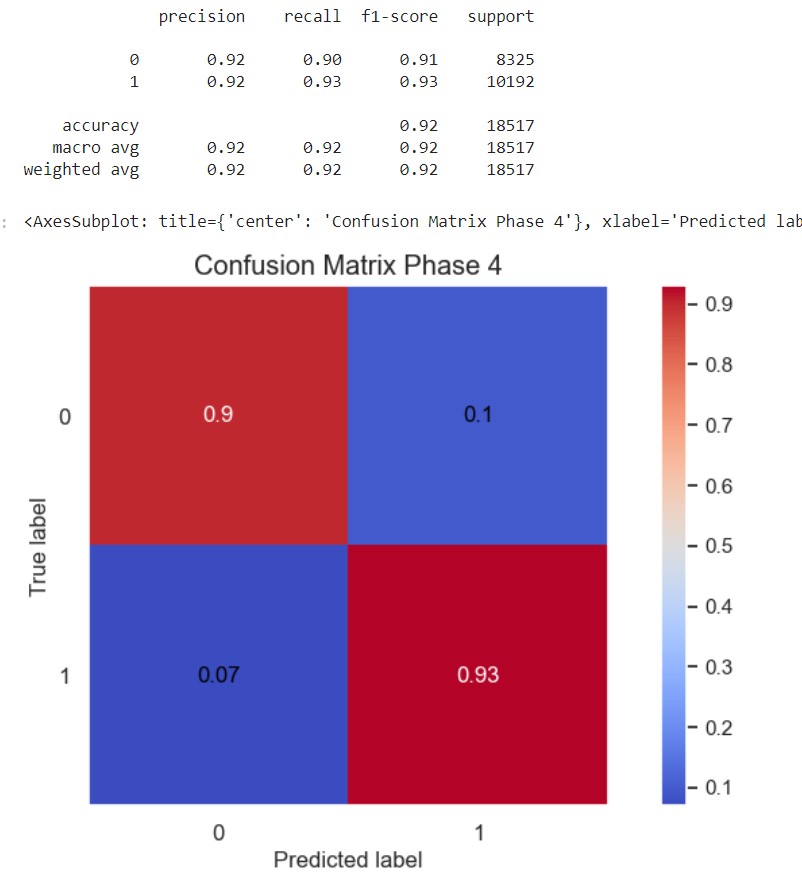 precision recall f1-score support
0 0.92 0.90 0.91 8325
1 0.92 0.93 0.93 10192
accuracy 0.92 18517
macro avg 0.92 0.92 0.92 18517
weighted avg 0.92 0.92 0.92 18517
: <AxesSubplot: title={'center': 'Confusion Matrix Phase 4'}, xlabel='Predicted lab
Confusion Matrix Phase 4
0.9
0.8
0.7
0.6
0.5
0.4
0.3
0.2
0.1
True label
0 0.9 0.1
1 0.07 0.93
0 1
Predicted label